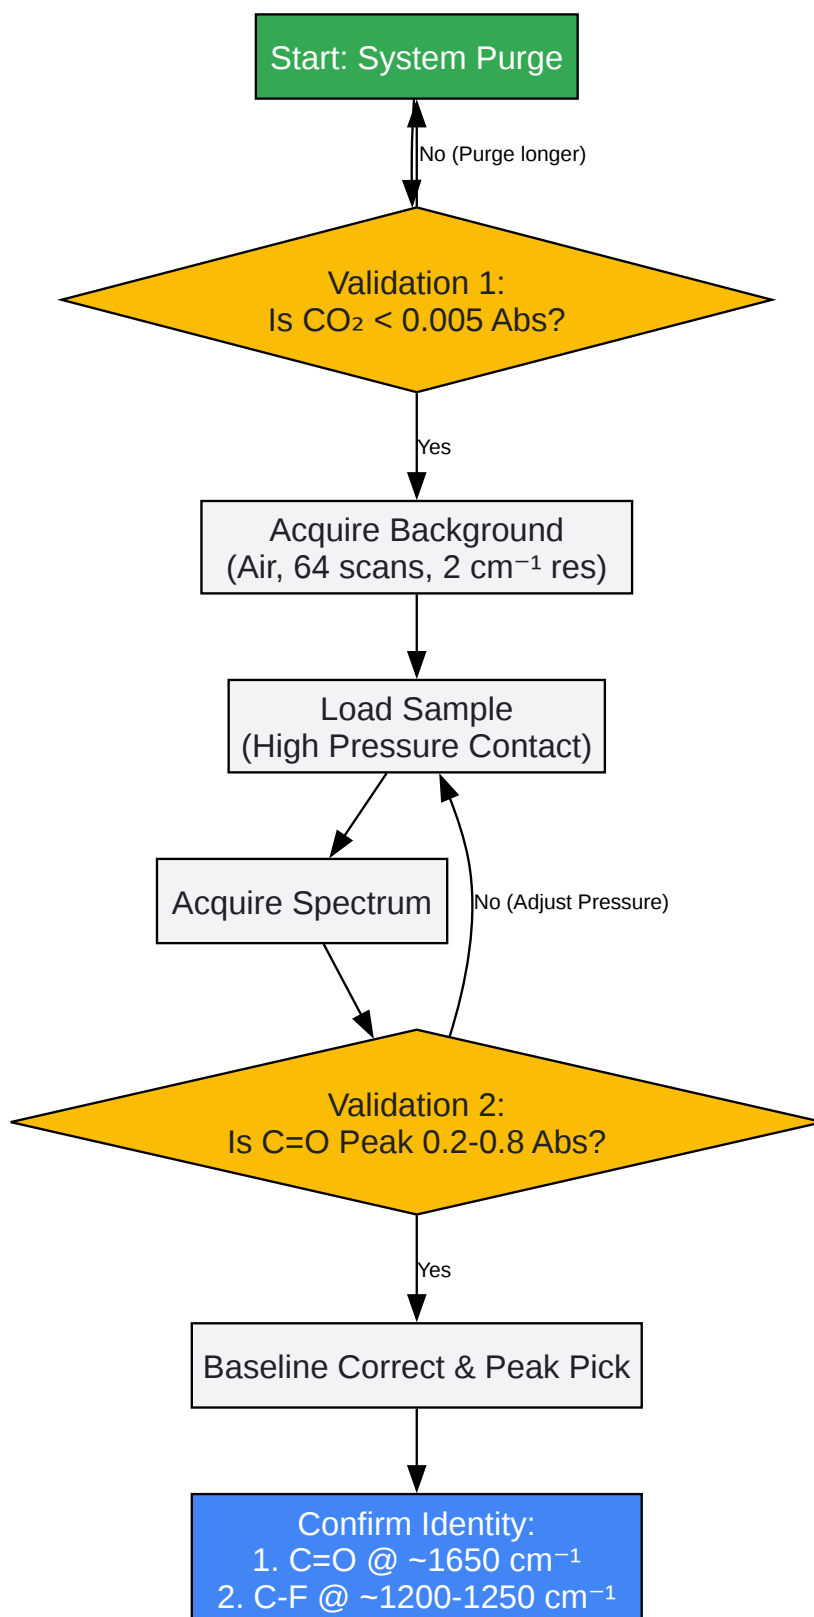 Start: System Purge
No (Purge longer)
Validation 1:
Is CO₂ < 0.005 Abs?
Yes
Acquire Background
(Air, 64 scans, 2 cm⁻¹ res)
Load Sample
(High Pressure Contact)
Acquire Spectrum
No (Adjust Pressure)
Validation 2:
Is C=O Peak 0.2-0.8 Abs?
Yes
Baseline Correct & Peak Pick
Confirm Identity:
1. C=O @ ~1650 cm⁻¹
2. C-F @ ~1200-1250 cm⁻¹